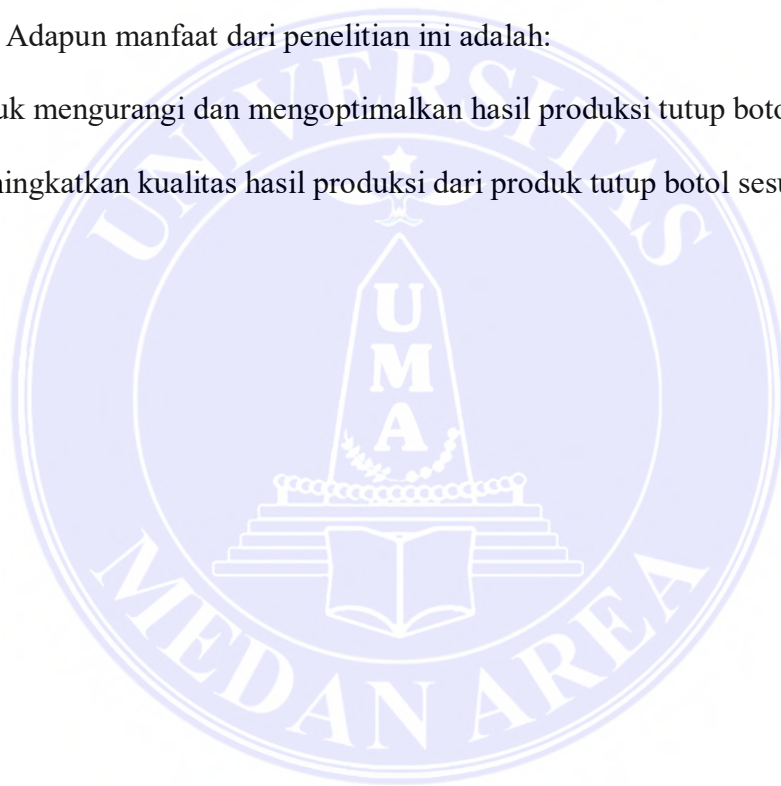 Adapun manfaat dari penelitian ini adalah:
uk mengurangi dan mengoptimalkan hasil produksi tutup boto
ningkatkan kualitas hasil produksi dari produk tutup botol sesu
UNIVERSITAS
U
M
A
MEDAN AREA